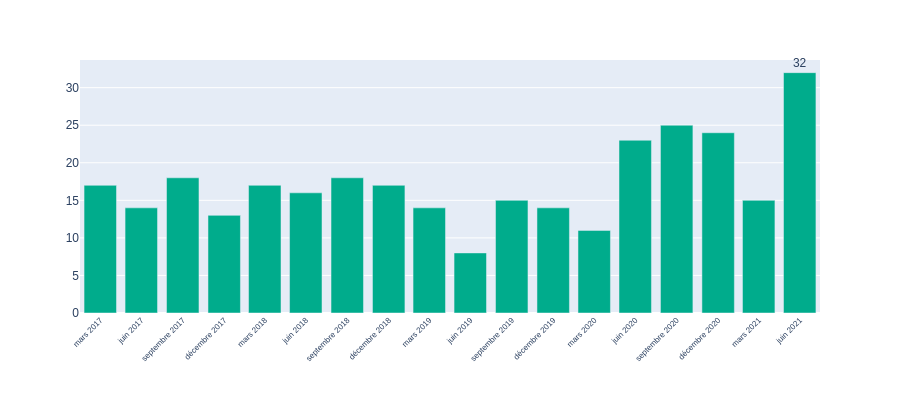 32
30
25
20
15
10
5
0
mars 2017
juin 2017
septembre 2017
décembre 2017
mars 2018
juin 2018
septembre 2018
décembre 2018
mars 2019
juin 2019
septembre 2019
décembre 2019
mars 2020
juin 2020
septembre 2020
décembre 2020
mars 2021
juin 2021